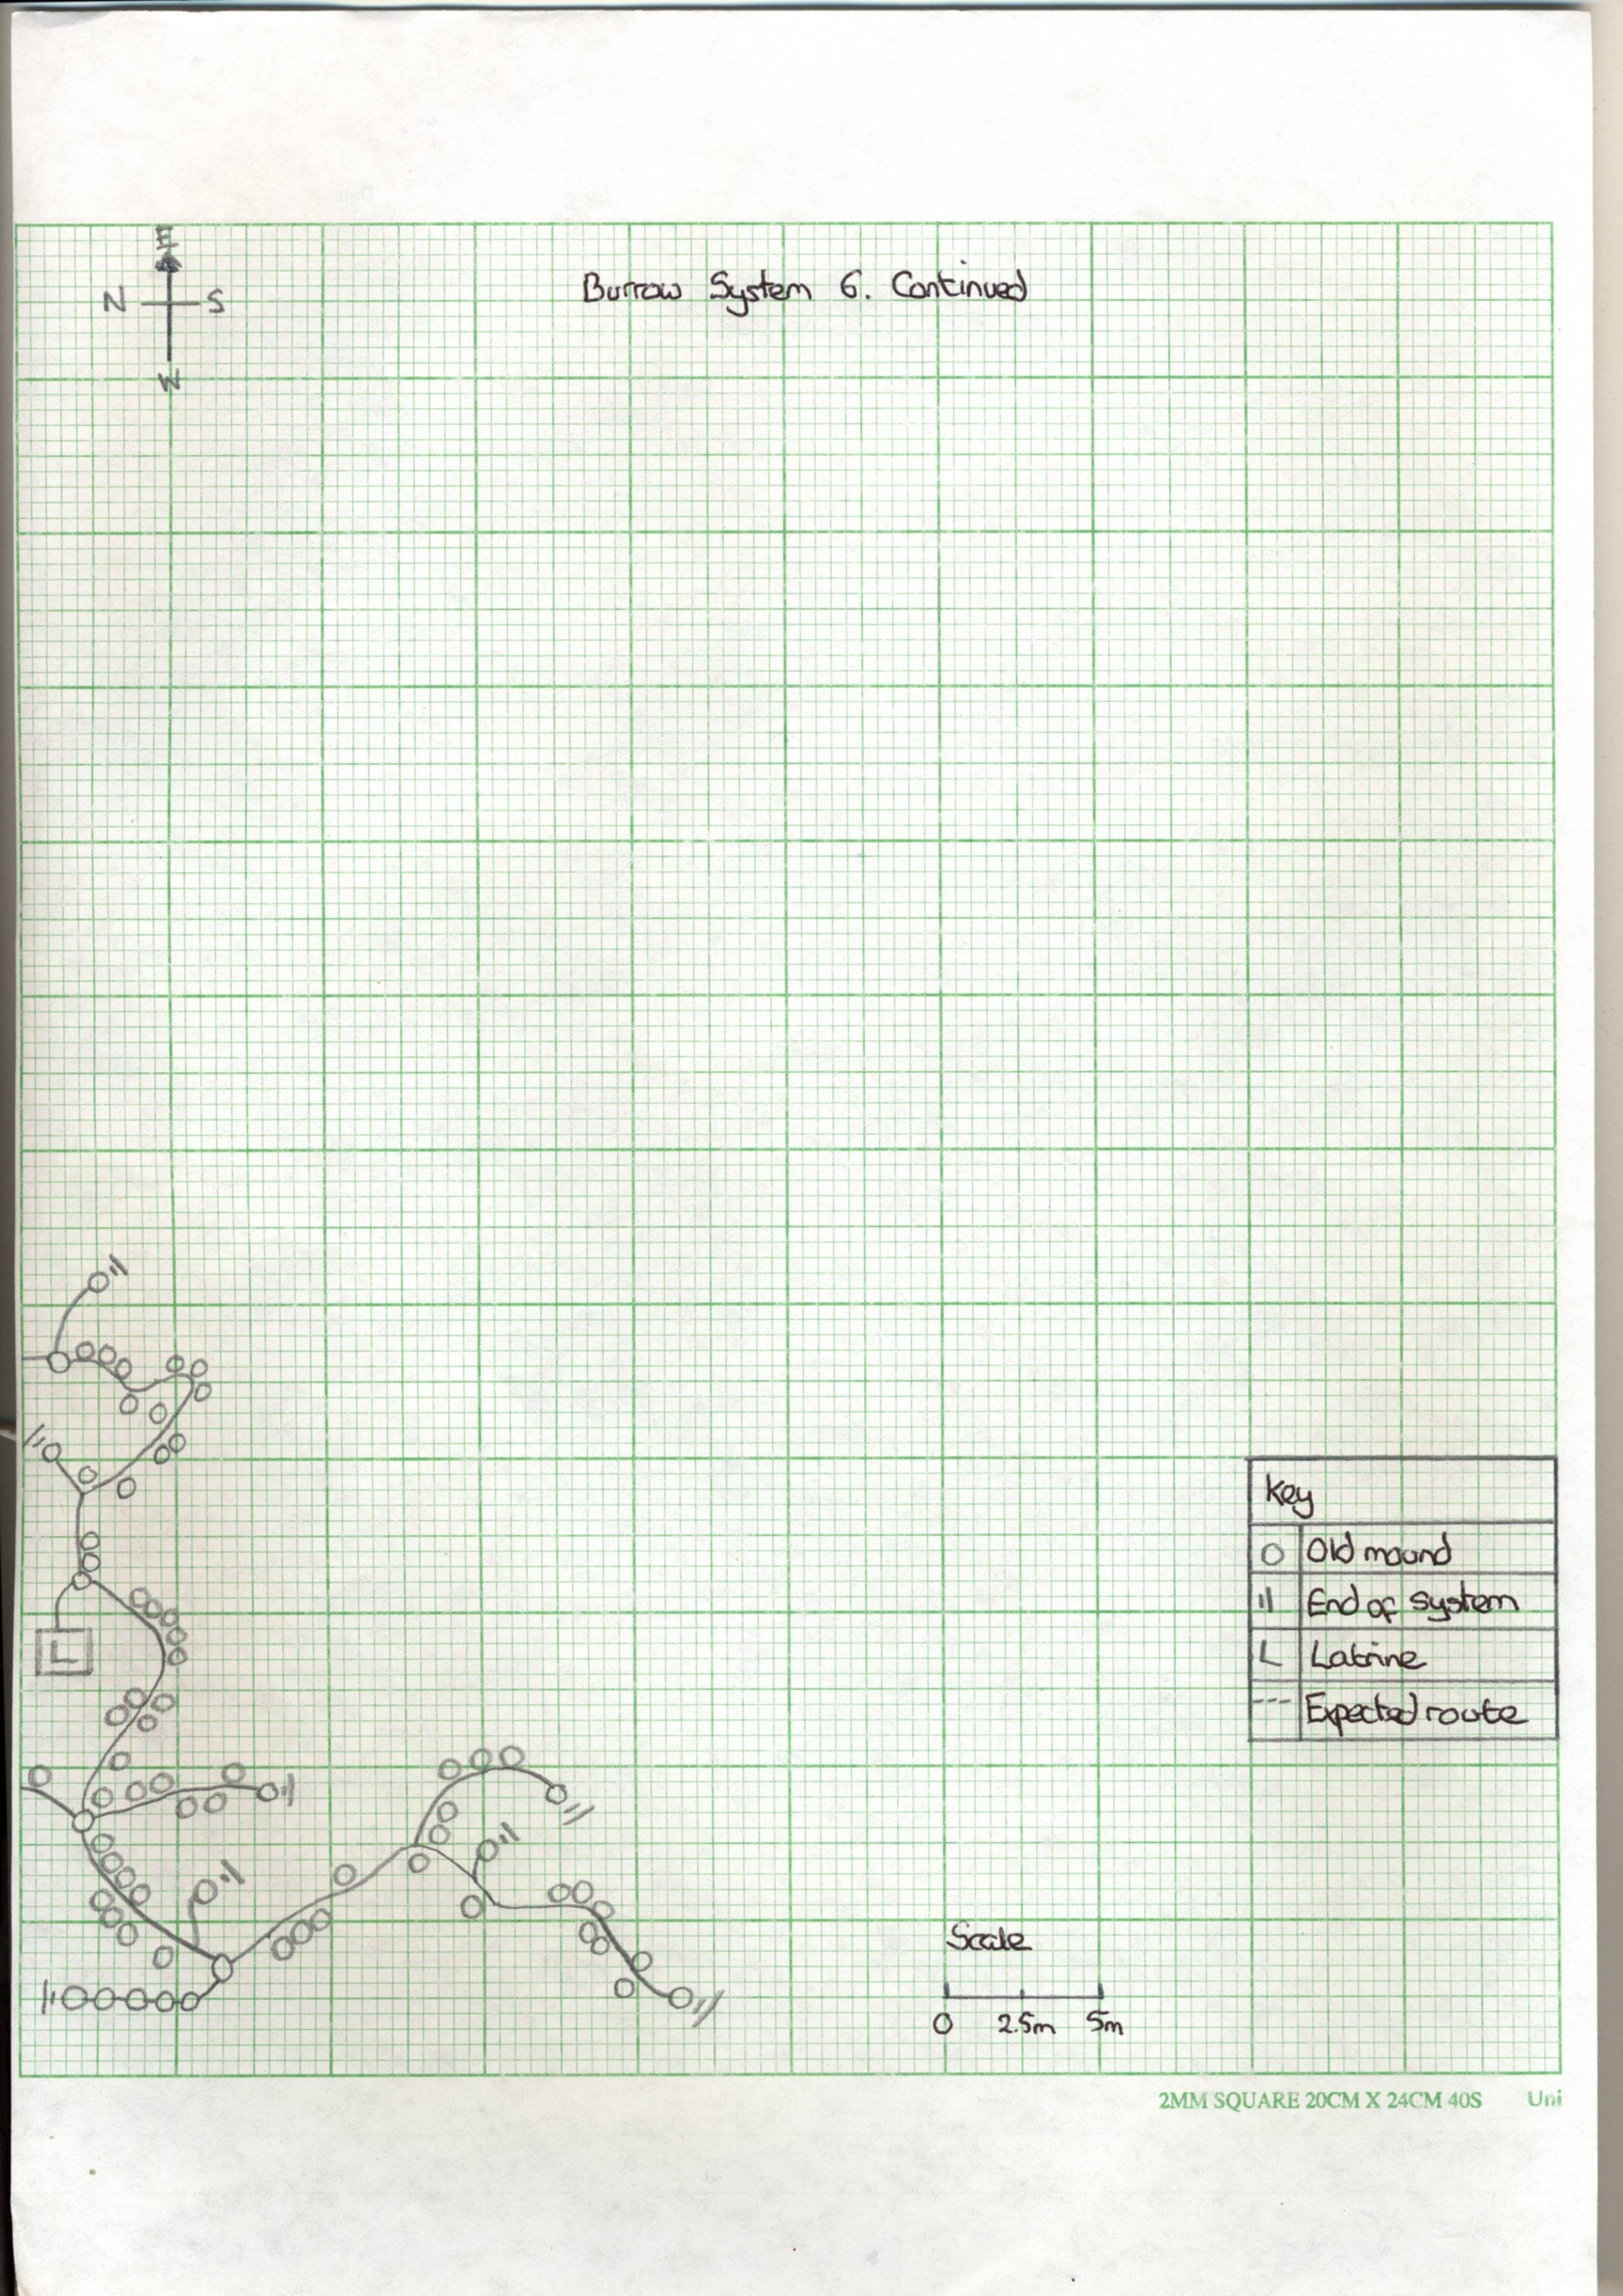 E
N S
W
Burrow System 6. Continued
L
Key
O Old mound
11 End of System
L Latrine
--- Expected route
Scale
0 2.5m 5m
2MM SQUARE 20CM X 24CM 40S Uni